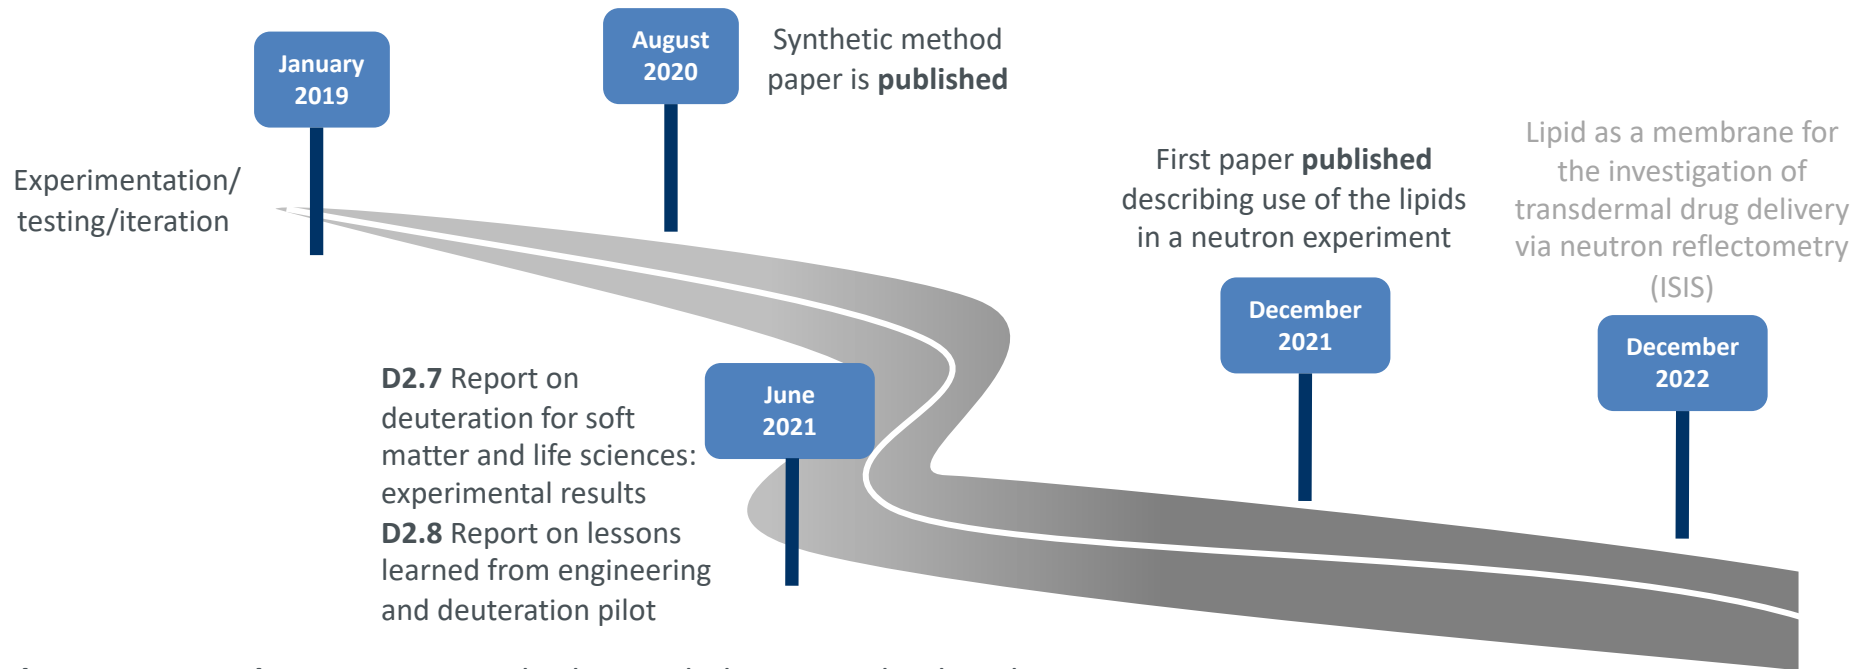 January
2019
Experimentation/
testing/iteration
August
2020
Synthetic method
paper is published
D2.7 Report on
deuteration for soft
matter and life sciences:
experimental results
D2.8 Report on lessons
learned from engineering
and deuteration pilot
June
2021
First paper published
describing use of the lipids
in a neutron experiment
December
2021
Lipid as a membrane for
the investigation of
transdermal drug delivery
via neutron reflectometry
(ISIS)
December
2022